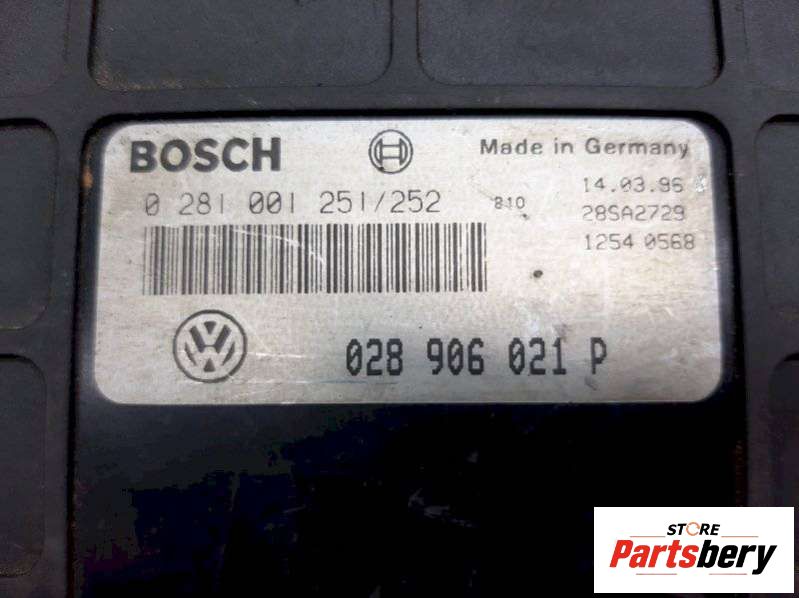 BOSCH
Made in Germany
0 281 001 251/252
810
14.03.96
28SA2729
1254 0568
VW
028 906 021 P
STORE
Partsbery